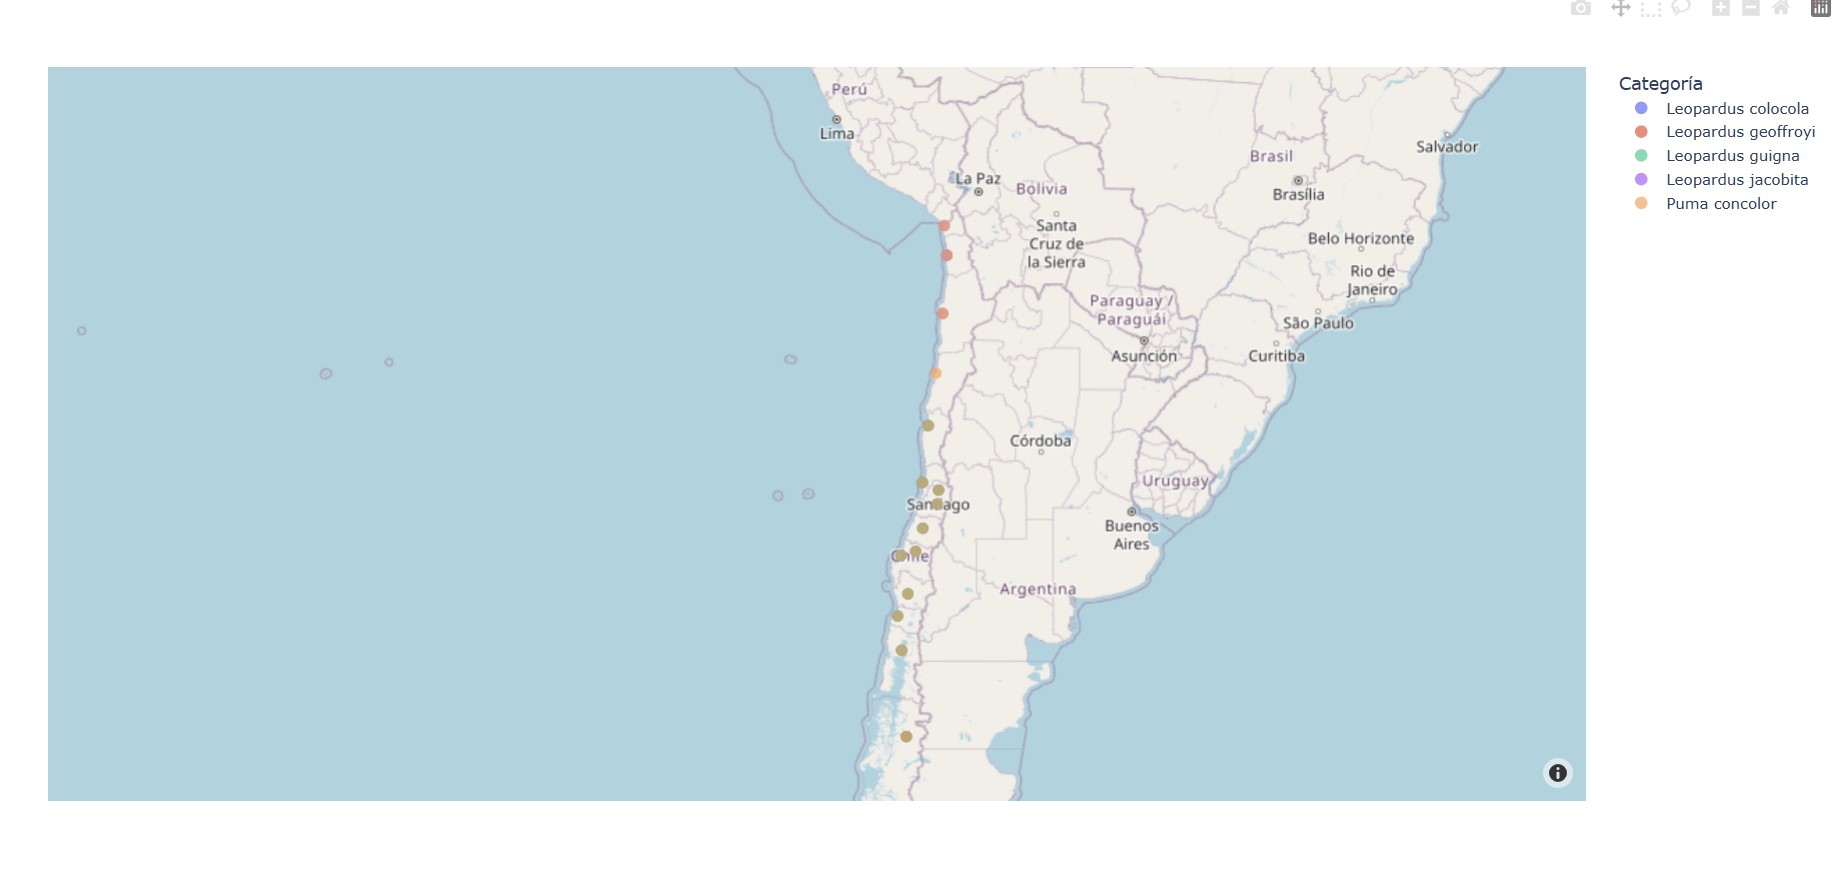 Categoría
Leopardus colocola
Leopardus geoffroyi
Leopardus guigna
Leopardus jacobita
Puma concolor
Perú
Lima
La Paz
Bolivia
Santa
Cruz de
la Sierra
Brasil
Brasília
Salvador
Belo Horizonte
Rio de
Janeiro
São Paulo
Curitiba
Paraguay /
Paraguái
Asunción
Córdoba
Uruguay
Santiago
Buenos
Aires
Chile
Argentina